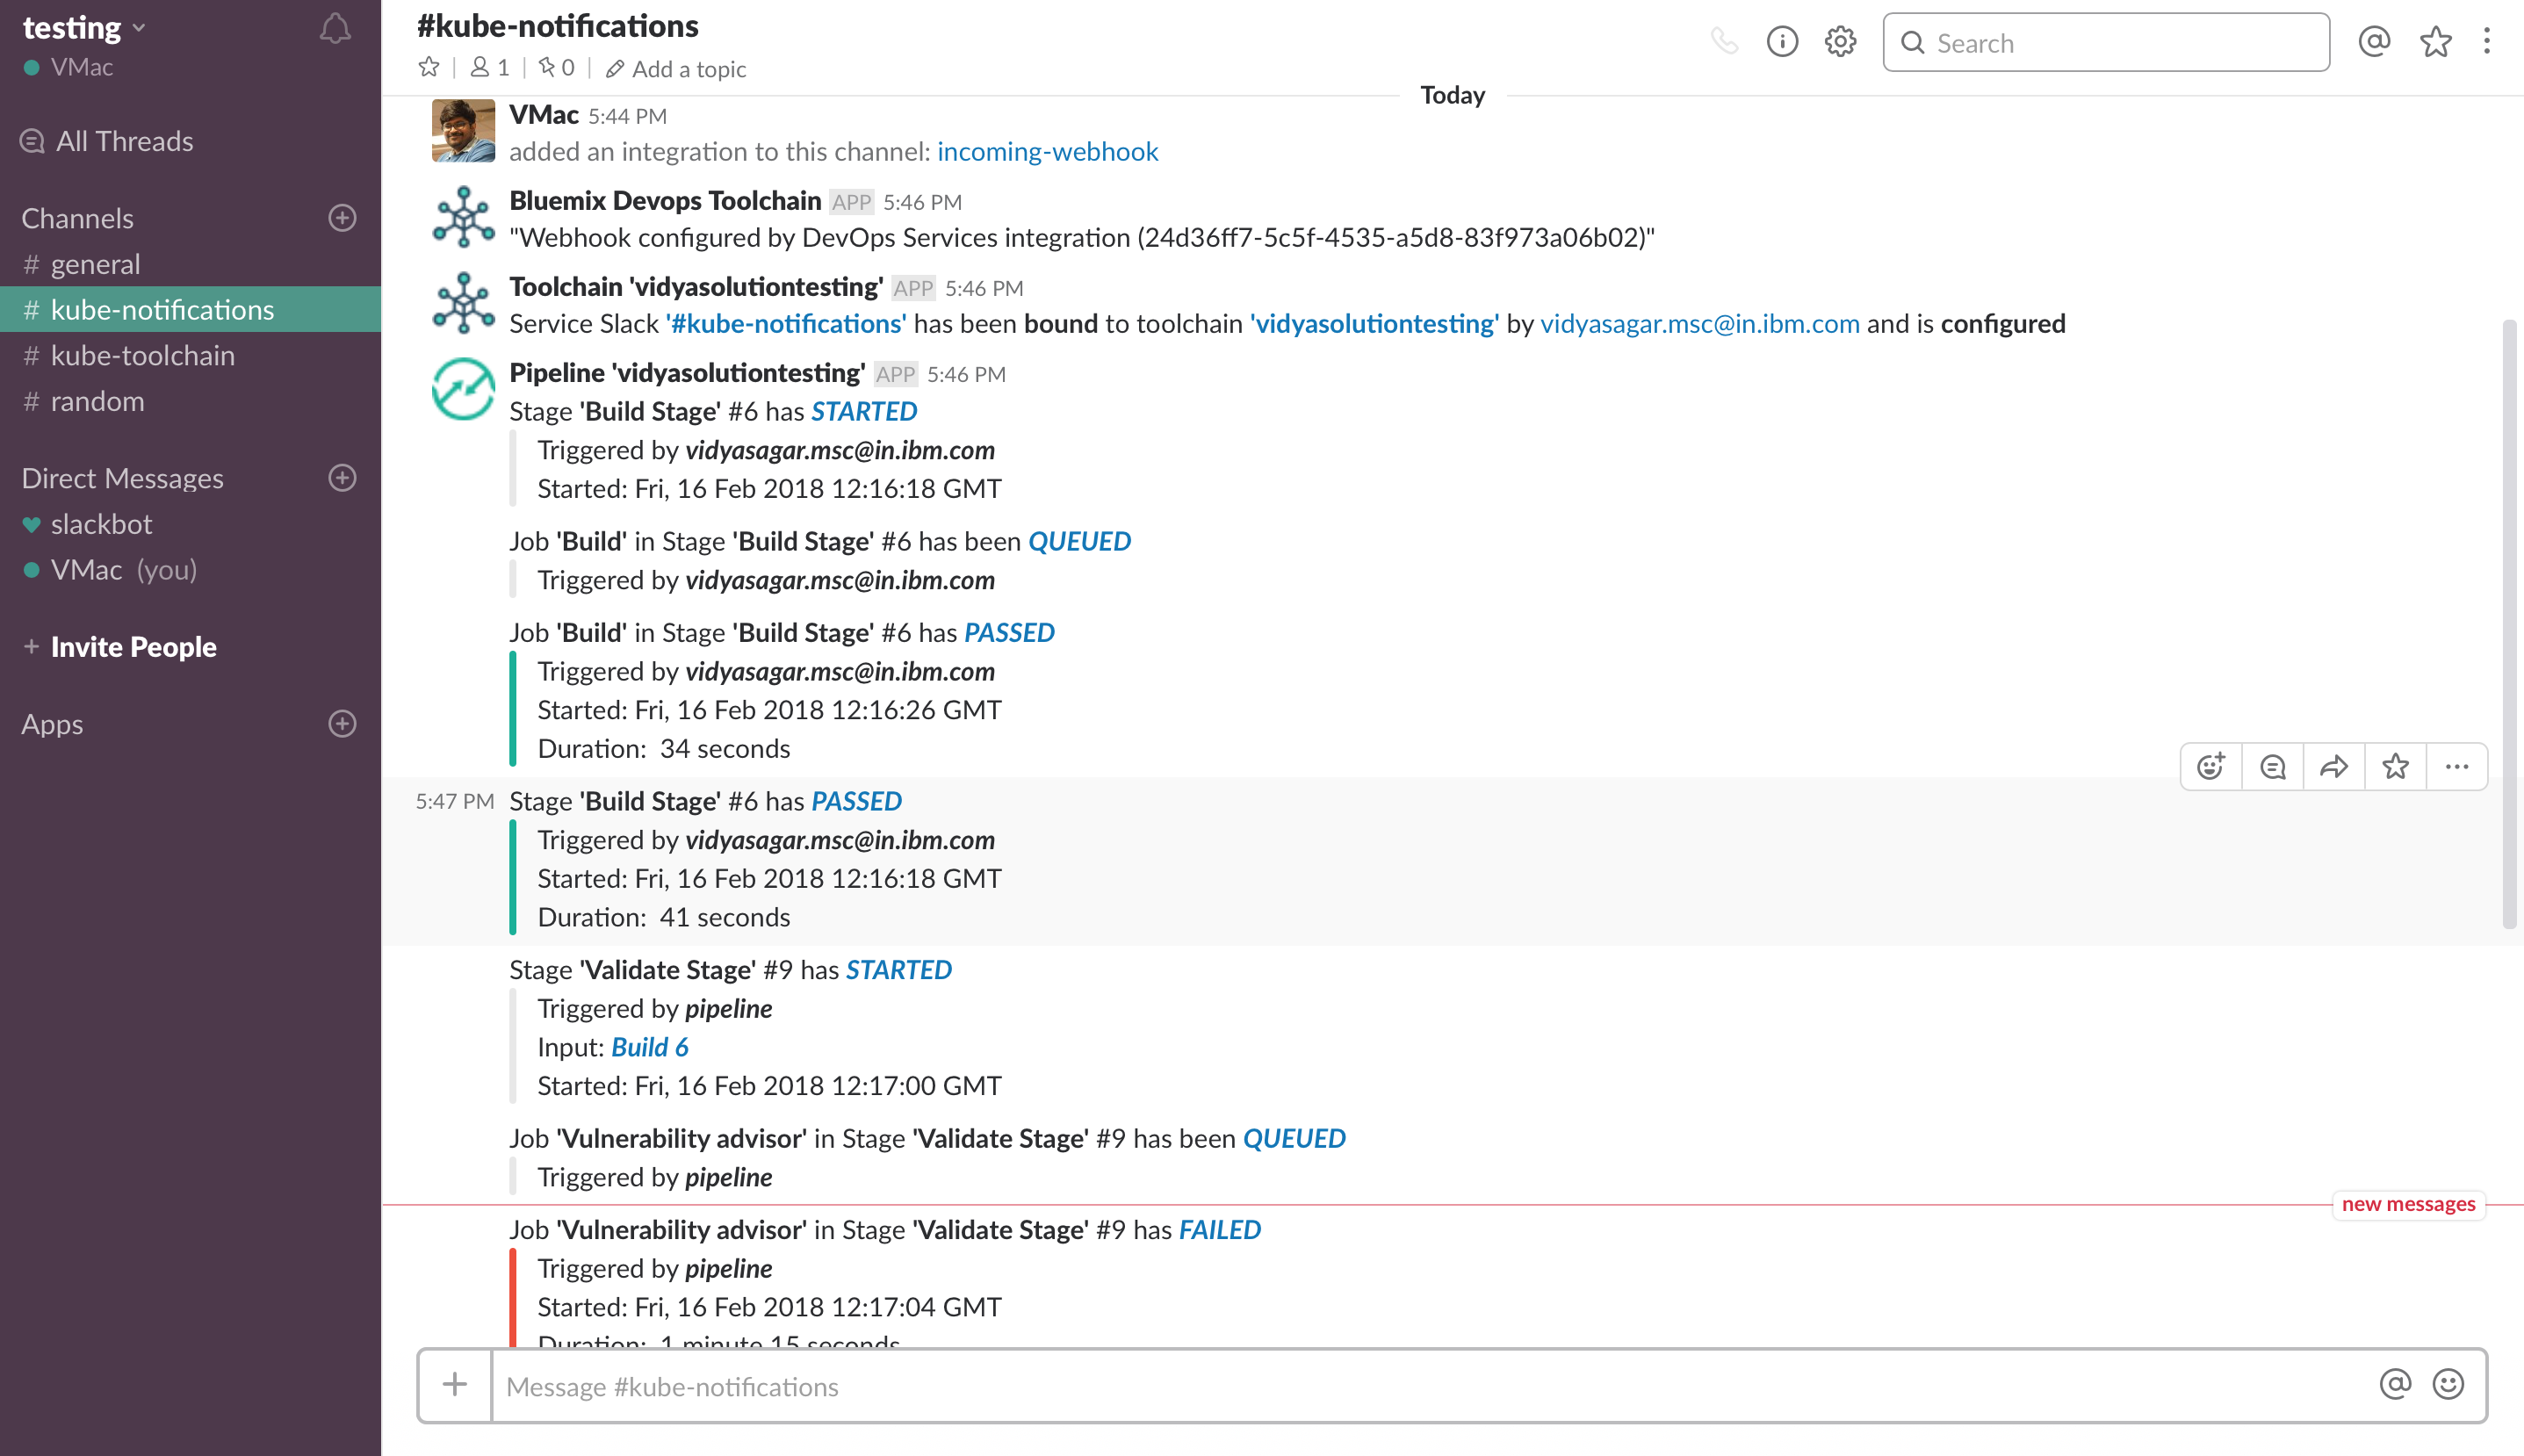 testing
VMac
All Threads
Channels
# general
# kube-notifications
# kube-toolchain
# random
Direct Messages
slackbot
VMac (you)
+ Invite People
Apps
#kube-notifications
1
0
Add a topic
Search
Today
VMac 5:44 PM
added an integration to this channel: incoming-webhook
Bluemix Devops Toolchain APP 5:46 PM
"Webhook configured by DevOps Services integration (24d36ff7-5c5f-4535-a5d8-83f973a06b02)"
Toolchain 'vidyasolutiontesting' APP 5:46 PM
Service Slack '#kube-notifications' has been bound to toolchain 'vidyasolutiontesting' by vidyasagar.msc@in.ibm.com and is configured
Pipeline 'vidyasolutiontesting' APP 5:46 PM
Stage 'Build Stage' #6 has STARTED
Triggered by vidyasagar.msc@in.ibm.com
Started: Fri, 16 Feb 2018 12:16:18 GMT
Job 'Build' in Stage 'Build Stage' #6 has been QUEUED
Triggered by vidyasagar.msc@in.ibm.com
Job 'Build' in Stage 'Build Stage' #6 has PASSED
Triggered by vidyasagar.msc@in.ibm.com
Started: Fri, 16 Feb 2018 12:16:26 GMT
Duration: 34 seconds
5:47 PM Stage 'Build Stage' #6 has PASSED
Triggered by vidyasagar.msc@in.ibm.com
Started: Fri, 16 Feb 2018 12:16:18 GMT
Duration: 41 seconds
Stage 'Validate Stage' #9 has STARTED
Triggered by pipeline
Input: Build 6
Started: Fri, 16 Feb 2018 12:17:00 GMT
Job 'Vulnerability advisor' in Stage 'Validate Stage' #9 has been QUEUED
Triggered by pipeline
new messages
Job 'Vulnerability advisor' in Stage 'Validate Stage' #9 has FAILED
Triggered by pipeline
Started: Fri, 16 Feb 2018 12:17:04 GMT
Duration: 1 minute 15 seconds
Message #kube-notifications